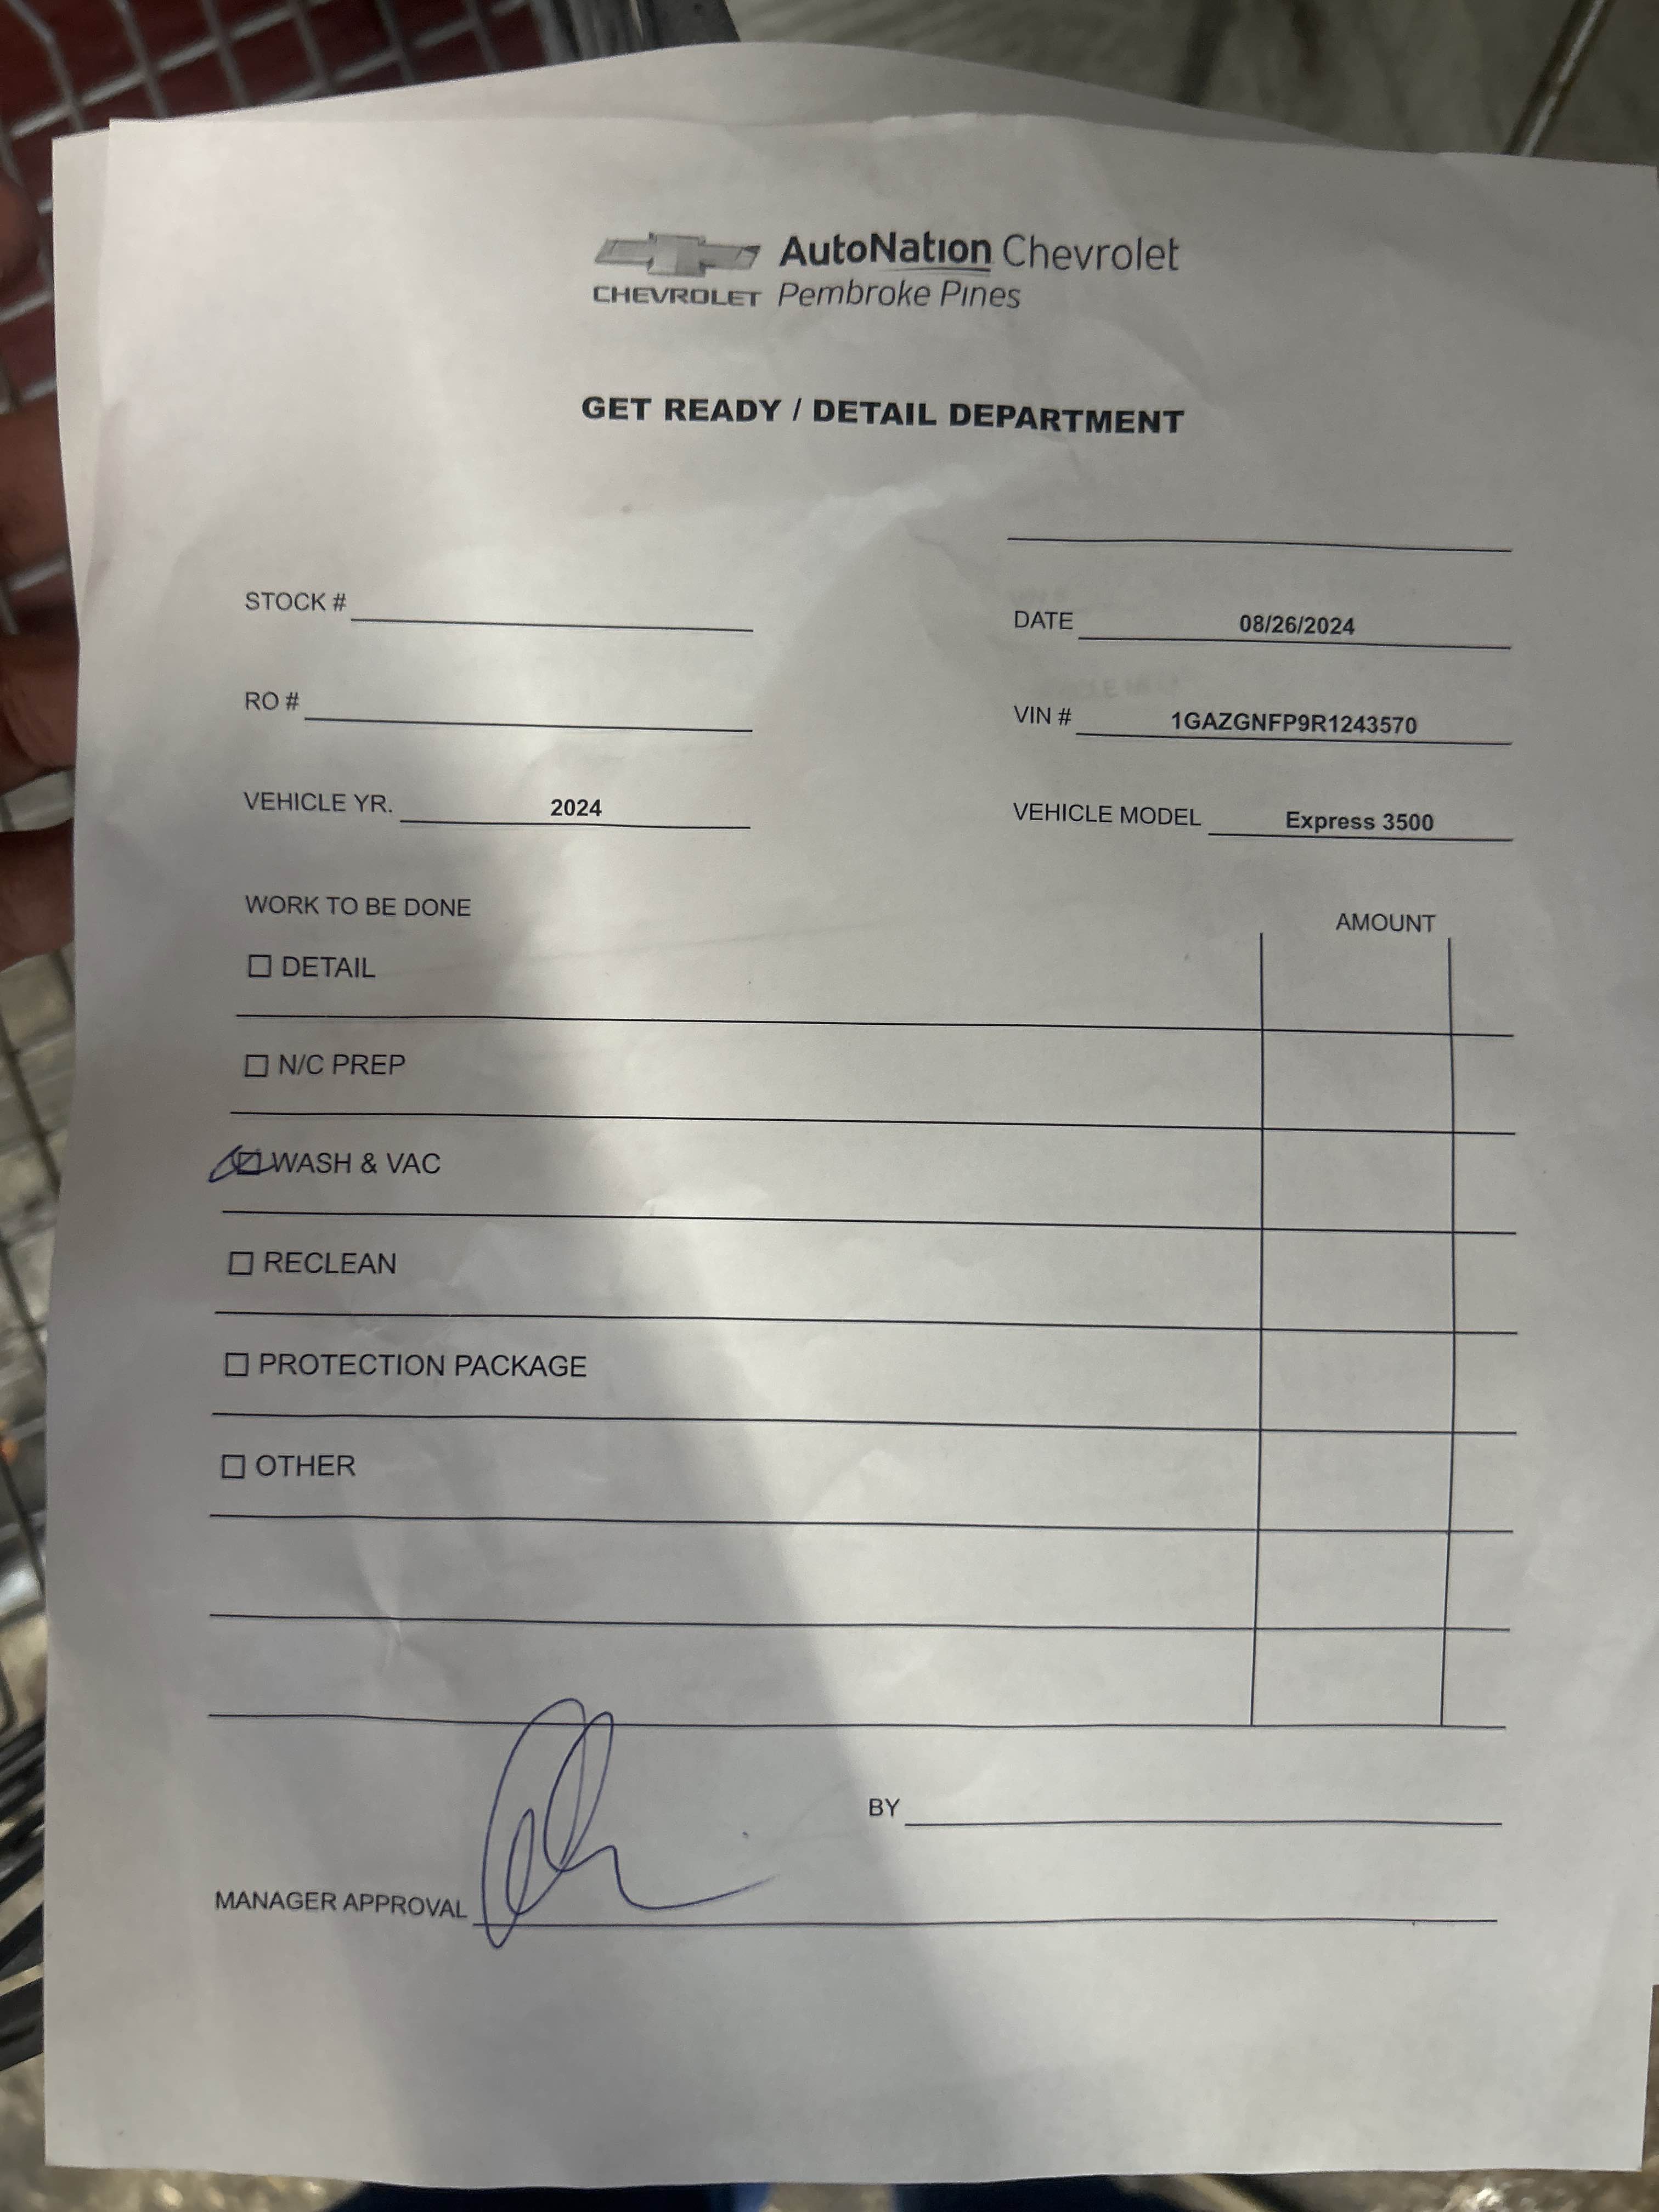 CHEVROLET
AutoNation Chevrolet
Pembroke Pines
GET READY / DETAIL DEPARTMENT
STOCK #
DATE 08/26/2024
RO #
VIN # 1GAZGNFP9R1243570
VEHICLE YR. 2024
VEHICLE MODEL Express 3500
WORK TO BE DONE
AMOUNT
DETAIL
N/C PREP
WASH & VAC
RECLEAN
PROTECTION PACKAGE
OTHER
BY
MANAGER APPROVAL